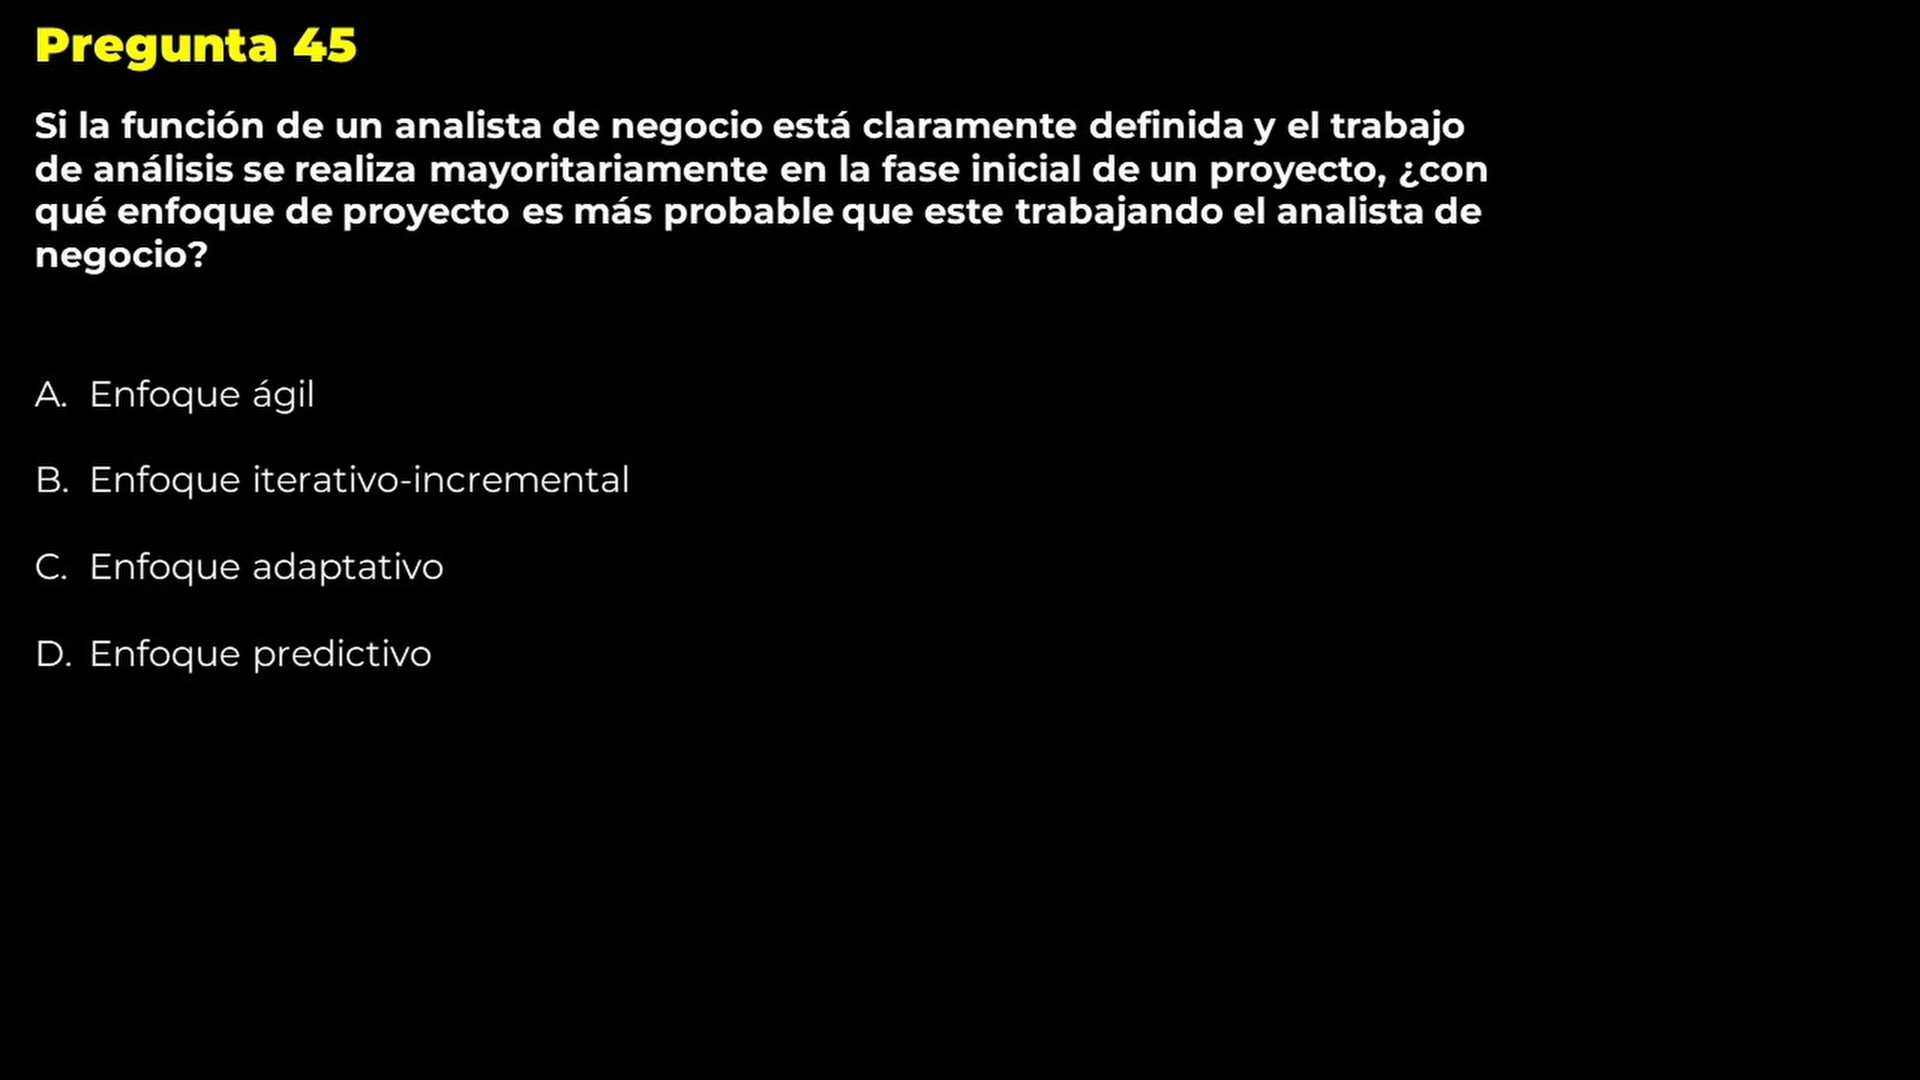 Pregunta 45
Si la función de un analista de negocio está claramente definida y el trabajo
de análisis se realiza mayoritariamente en la fase inicial de un proyecto, ¿con
qué enfoque de proyecto es más probable que este trabajando el analista de
negocio?
A. Enfoque ágil
B. Enfoque iterativo-incremental
C. Enfoque adaptativo
D. Enfoque predictivo